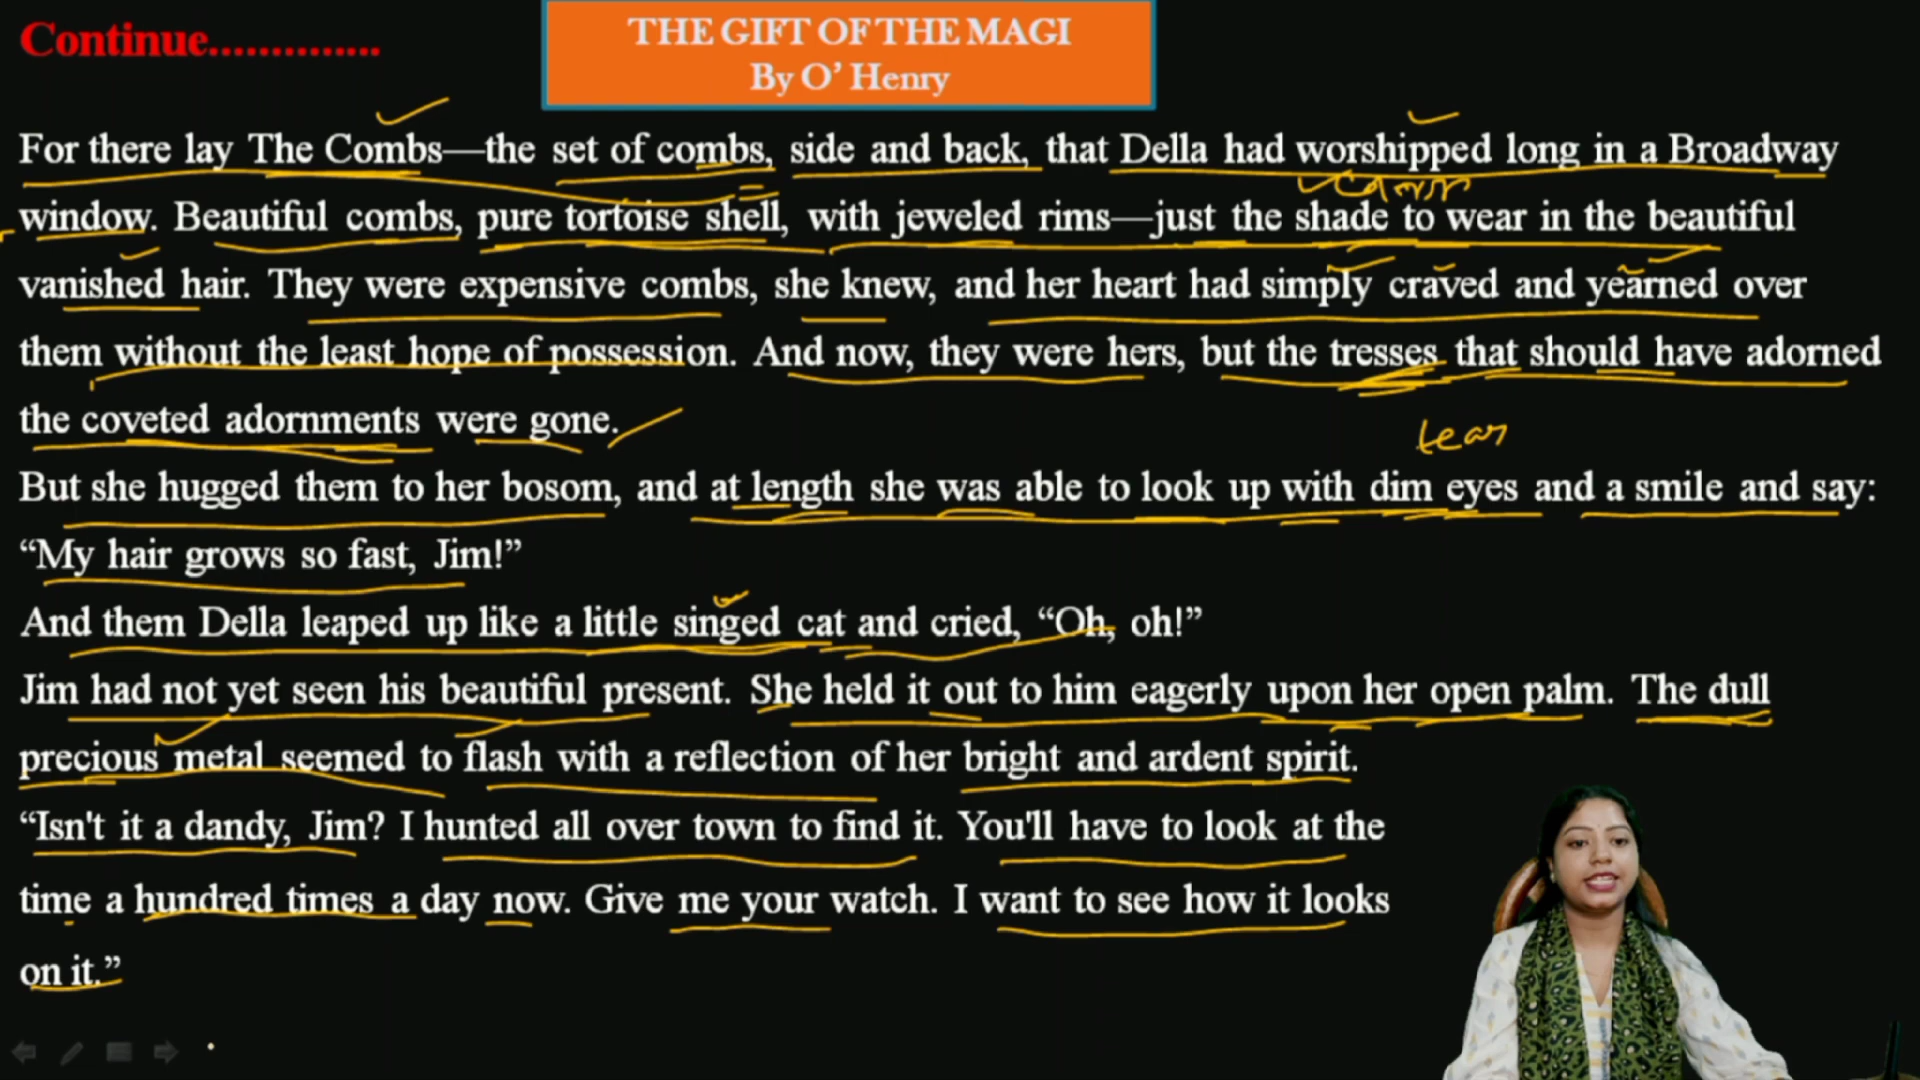 Continue..............
THE GIFT OF THE MAGI
By O’ Henry
For there lay The Combs—the set of combs, side and back, that Della had worshipped long in a Broadway
window. Beautiful combs, pure tortoise shell, with jeweled rims—just the shade to wear in the beautiful
vanished hair. They were expensive combs, she knew, and her heart had simply craved and yearned over
them without the least hope of possession. And now, they were hers, but the tresses that should have adorned
the coveted adornments were gone.
tear
But she hugged them to her bosom, and at length she was able to look up with dim eyes and a smile and say:
“My hair grows so fast, Jim!”
And them Della leaped up like a little singed cat and cried, “Oh, oh!”
Jim had not yet seen his beautiful present. She held it out to him eagerly upon her open palm. The dull
precious metal seemed to flash with a reflection of her bright and ardent spirit.
“Isn't it a dandy, Jim? I hunted all over town to find it. You'll have to look at the
time a hundred times a day now. Give me your watch. I want to see how it looks
on it.”